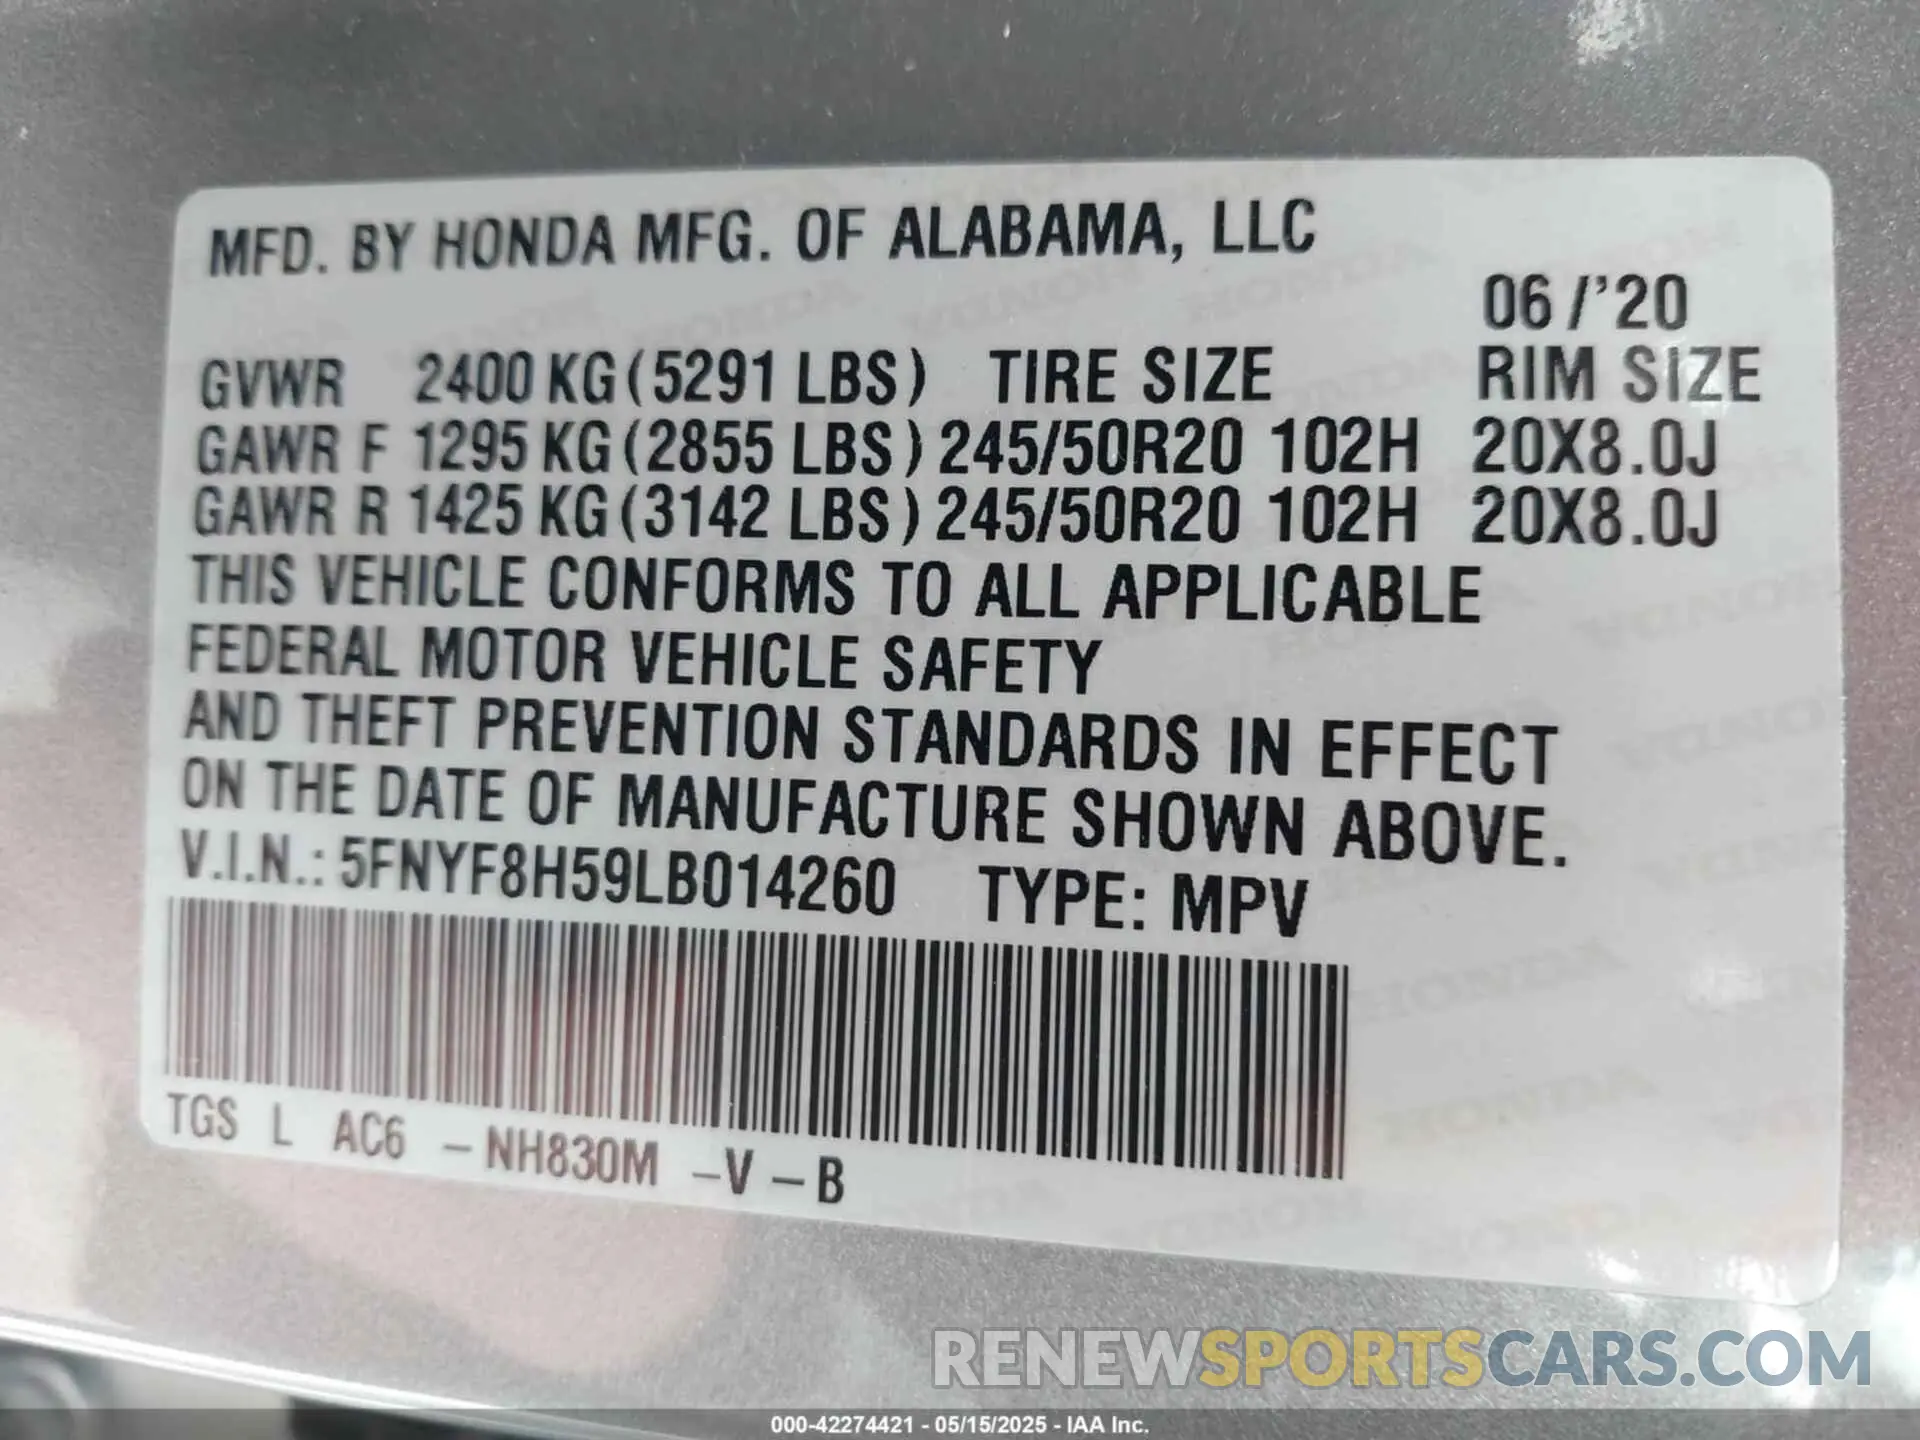 MFD. BY HONDA MFG. OF ALABAMA, LLC
06 /'20
GVWR 2400 KG (5291 LBS) TIRE SIZE RIM SIZE
GAWR F 1295 KG (2855 LBS) 245/50R20 102H 20X8.0J
GAWR R 1425 KG (3142 LBS) 245/50R20 102H 20X8.0J
THIS VEHICLE CONFORMS TO ALL APPLICABLE
FEDERAL MOTOR VEHICLE SAFETY
AND THEFT PREVENTION STANDARDS IN EFFECT
ON THE DATE OF MANUFACTURE SHOWN ABOVE.
V.I.N.: 5FNYF8H59LB014260 TYPE: MPV
TGS L AC6 -NH830M -V-B
RENEWSPORTSCARS.COM
000-42274421 - 05/15/2025 - IAA Inc.